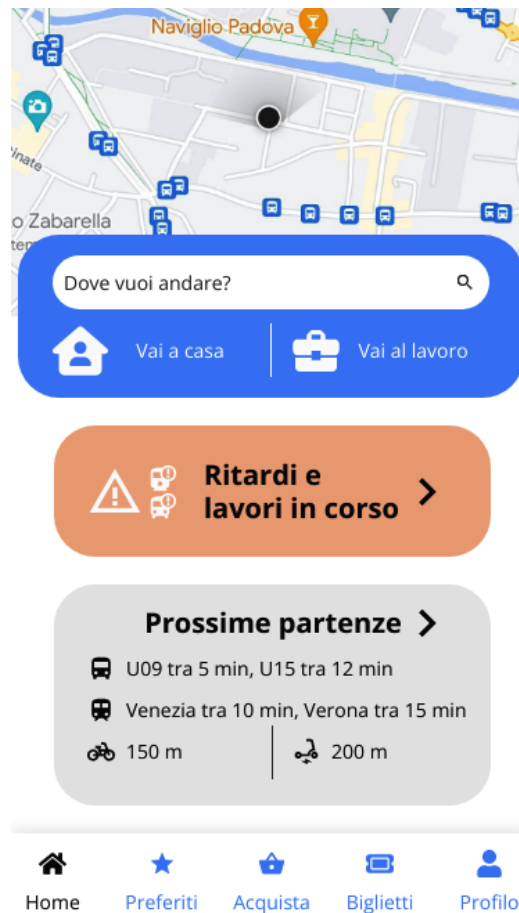 Naviglio Padova
inate
o Zabarella
Dove vuoi andare?
Vai a casa
Vai al lavoro
Ritardi e
lavori in corso
Prossime partenze
U09 tra 5 min, U15 tra 12 min
Venezia tra 10 min, Verona tra 15 min
150 m
200 m
Home
Preferiti
Acquista
Biglietti
Profilo